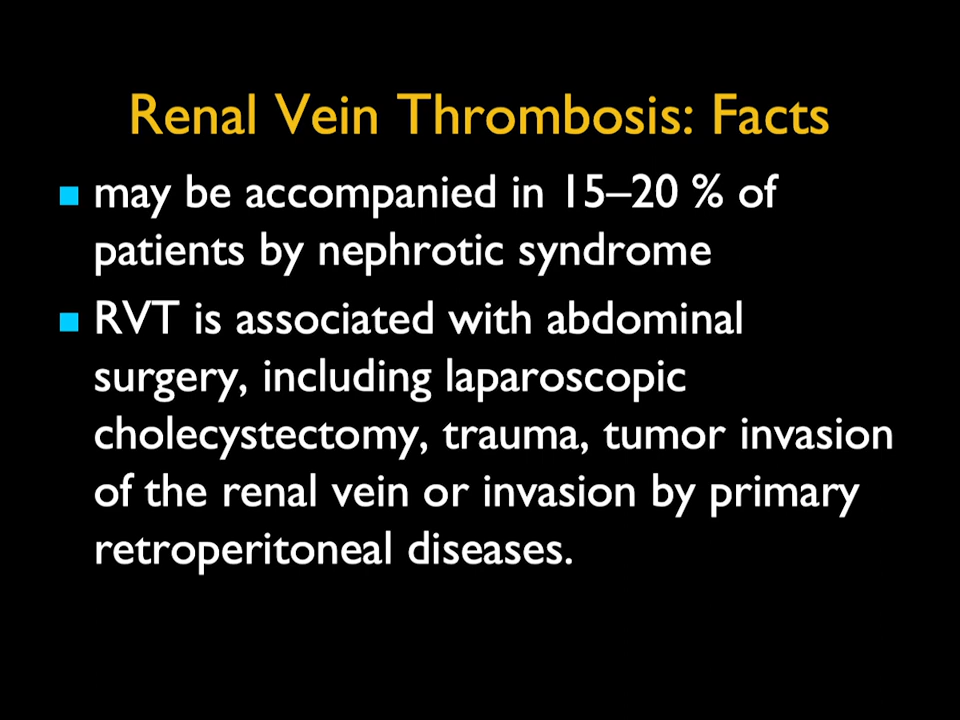 Renal Vein Thrombosis: Facts
may be accompanied in 15–20 % of
patients by nephrotic syndrome
RVT is associated with abdominal
surgery, including laparoscopic
cholecystectomy, trauma, tumor invasion
of the renal vein or invasion by primary
retroperitoneal diseases.